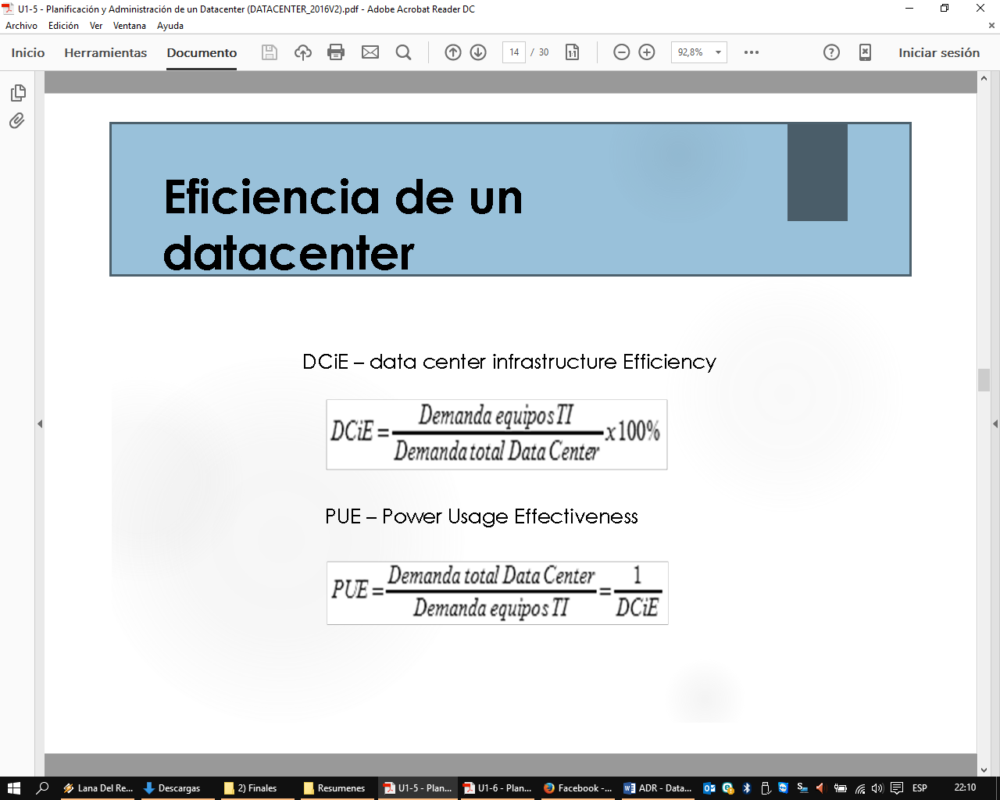 U1-5 - Planificación y Administración de un Datacenter (DATACENTER_2016V2).pdf - Adobe Acrobat Reader DC
Archivo Edición Ver Ventana Ayuda
Inicio Herramientas Documento 14 / 30 1:1 92,8% Iniciar sesión
Eficiencia de un
datacenter
DCiE – data center infrastructure Efficiency
DCiE = Demanda equipos TI / Demanda total Data Center x 100%
PUE – Power Usage Effectiveness
PUE = Demanda total Data Center / Demanda equipos TI = 1 / DCiE
Lana Del Re... Descargas 2) Finales Resumenes U1-5 - Plan... U1-6 - Plan... Facebook -... ADR - Data... ESP 22:10